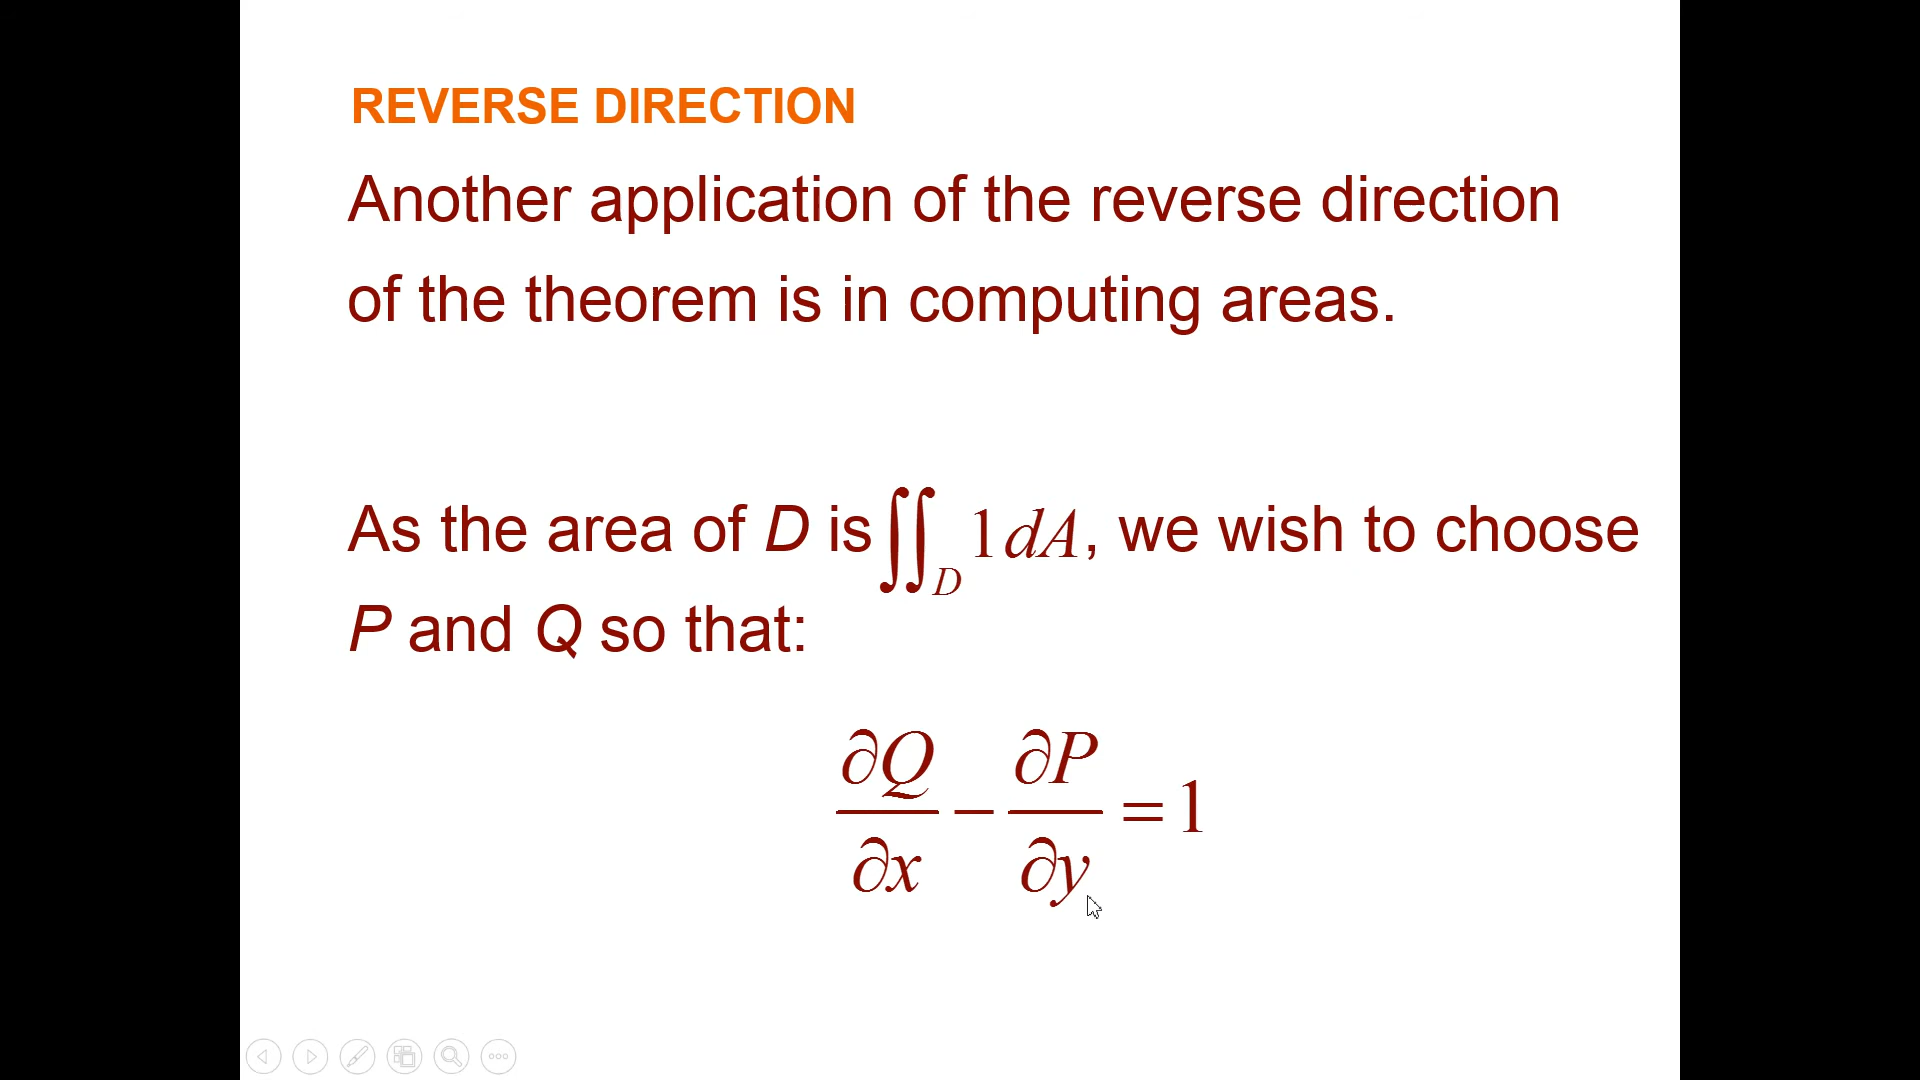 REVERSE DIRECTION
Another application of the reverse direction
of the theorem is in computing areas.
As the area of D is ∬_D 1 dA, we wish to choose
P and Q so that:
∂Q/∂x − ∂P/∂y = 1